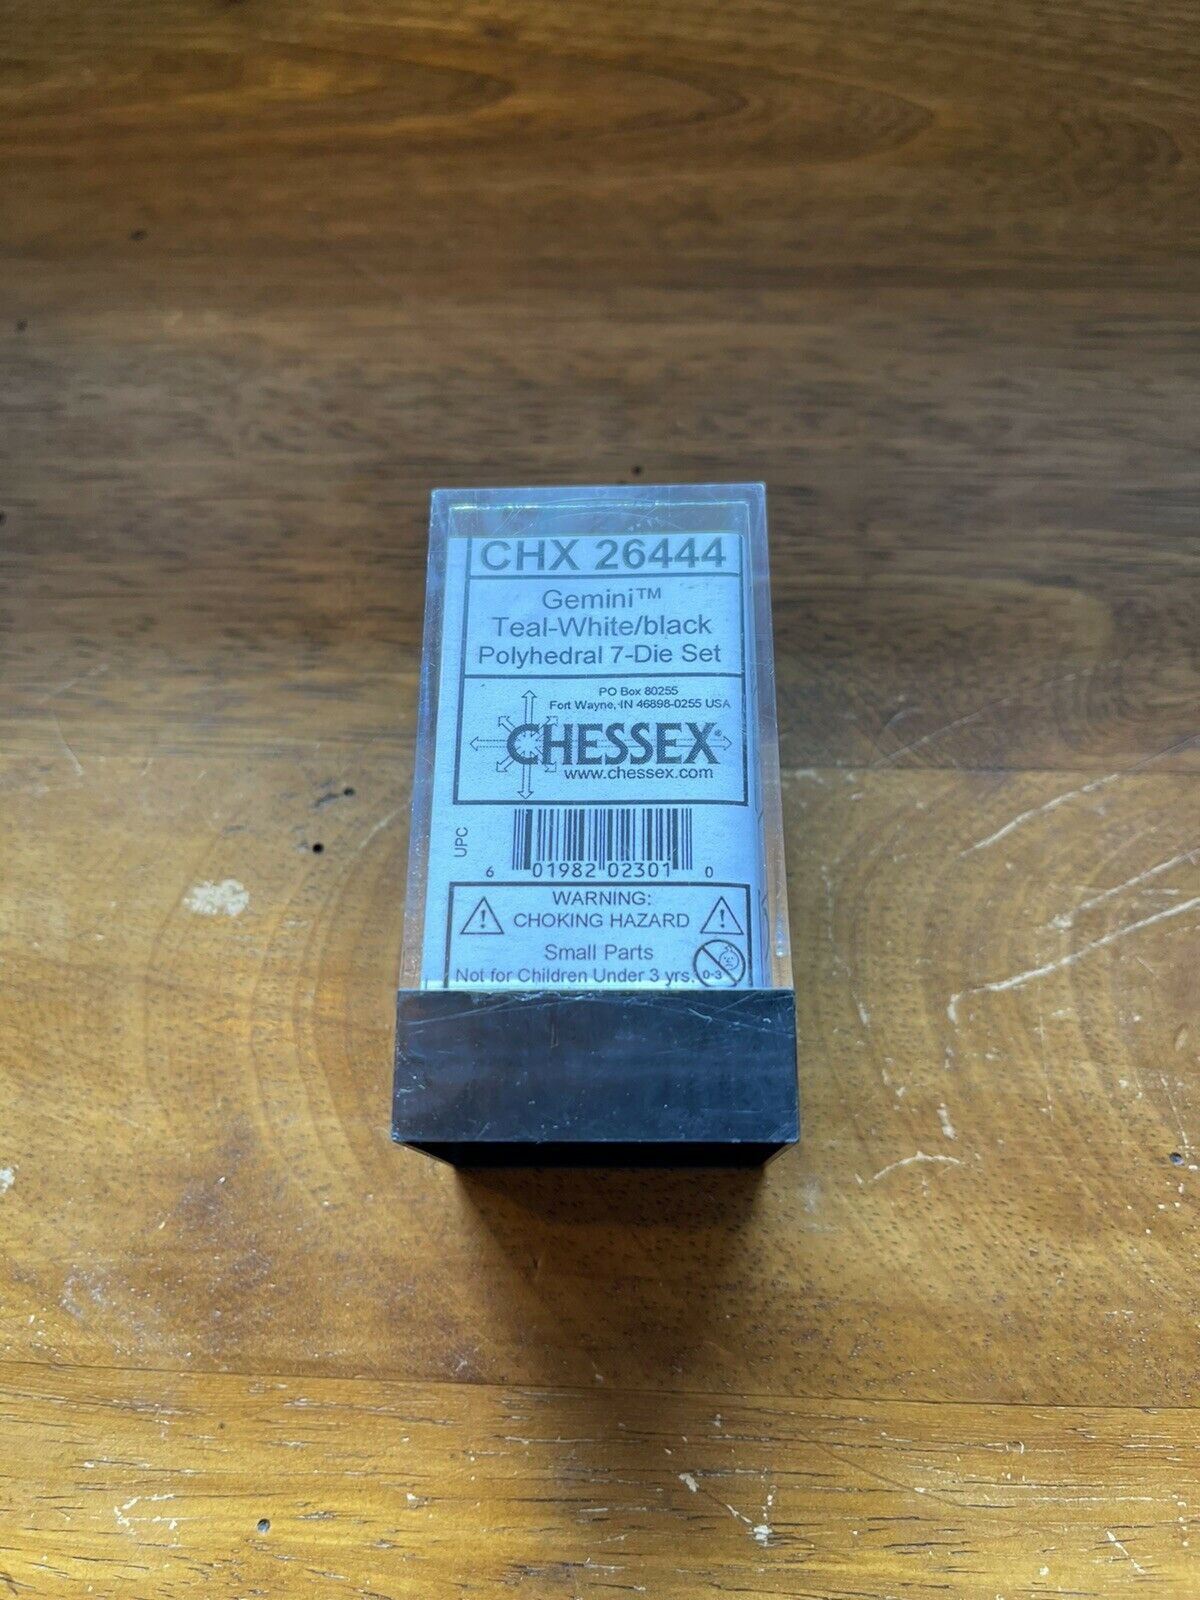 CHX 26444
Gemini™
Teal-White/black
Polyhedral 7-Die Set
PO Box 80255
Fort Wayne, IN 46898-0255 USA
CHESSEX®
www.chessex.com
UPC
6 01982 02301 0
WARNING:
CHOKING HAZARD
Small Parts
Not for Children Under 3 yrs.
0-3